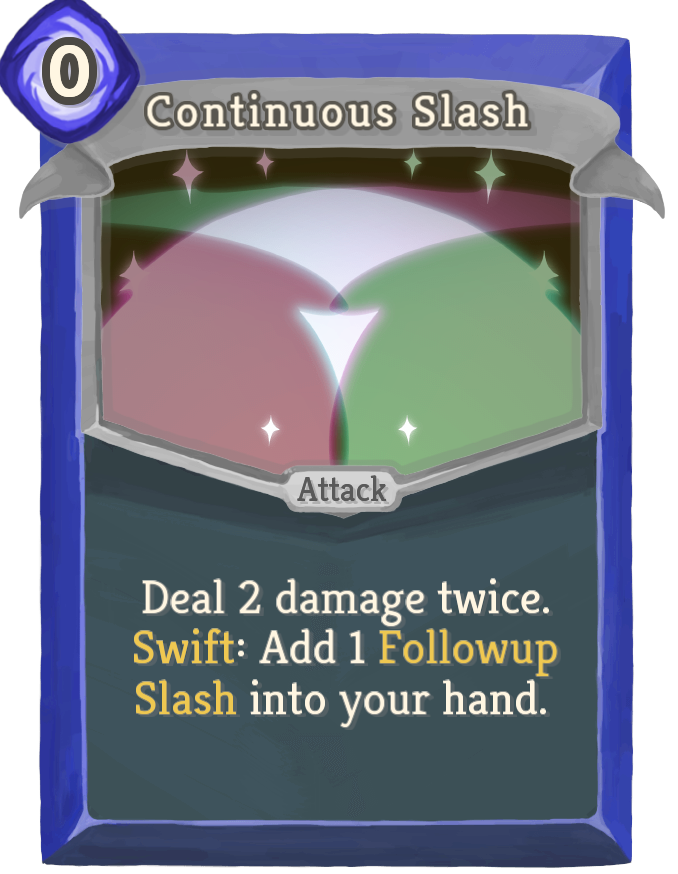 0
Continuous Slash
Attack
Deal 2 damage twice.
Swift: Add 1 Followup
Slash into your hand.